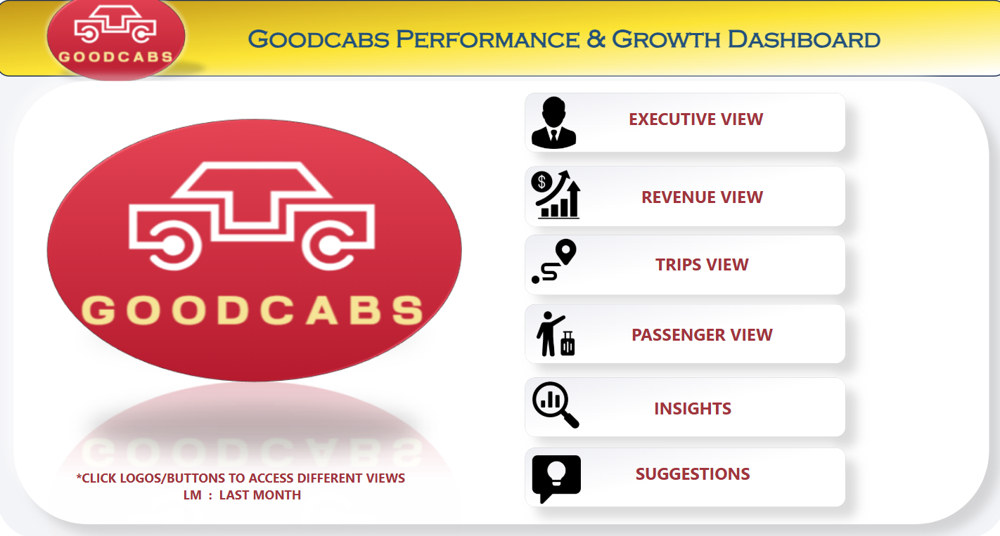 GOODCABS
GOODCABS PERFORMANCE & GROWTH DASHBOARD
GOODCABS
*CLICK LOGOS/BUTTONS TO ACCESS DIFFERENT VIEWS
LM : LAST MONTH
EXECUTIVE VIEW
$
REVENUE VIEW
TRIPS VIEW
PASSENGER VIEW
INSIGHTS
SUGGESTIONS